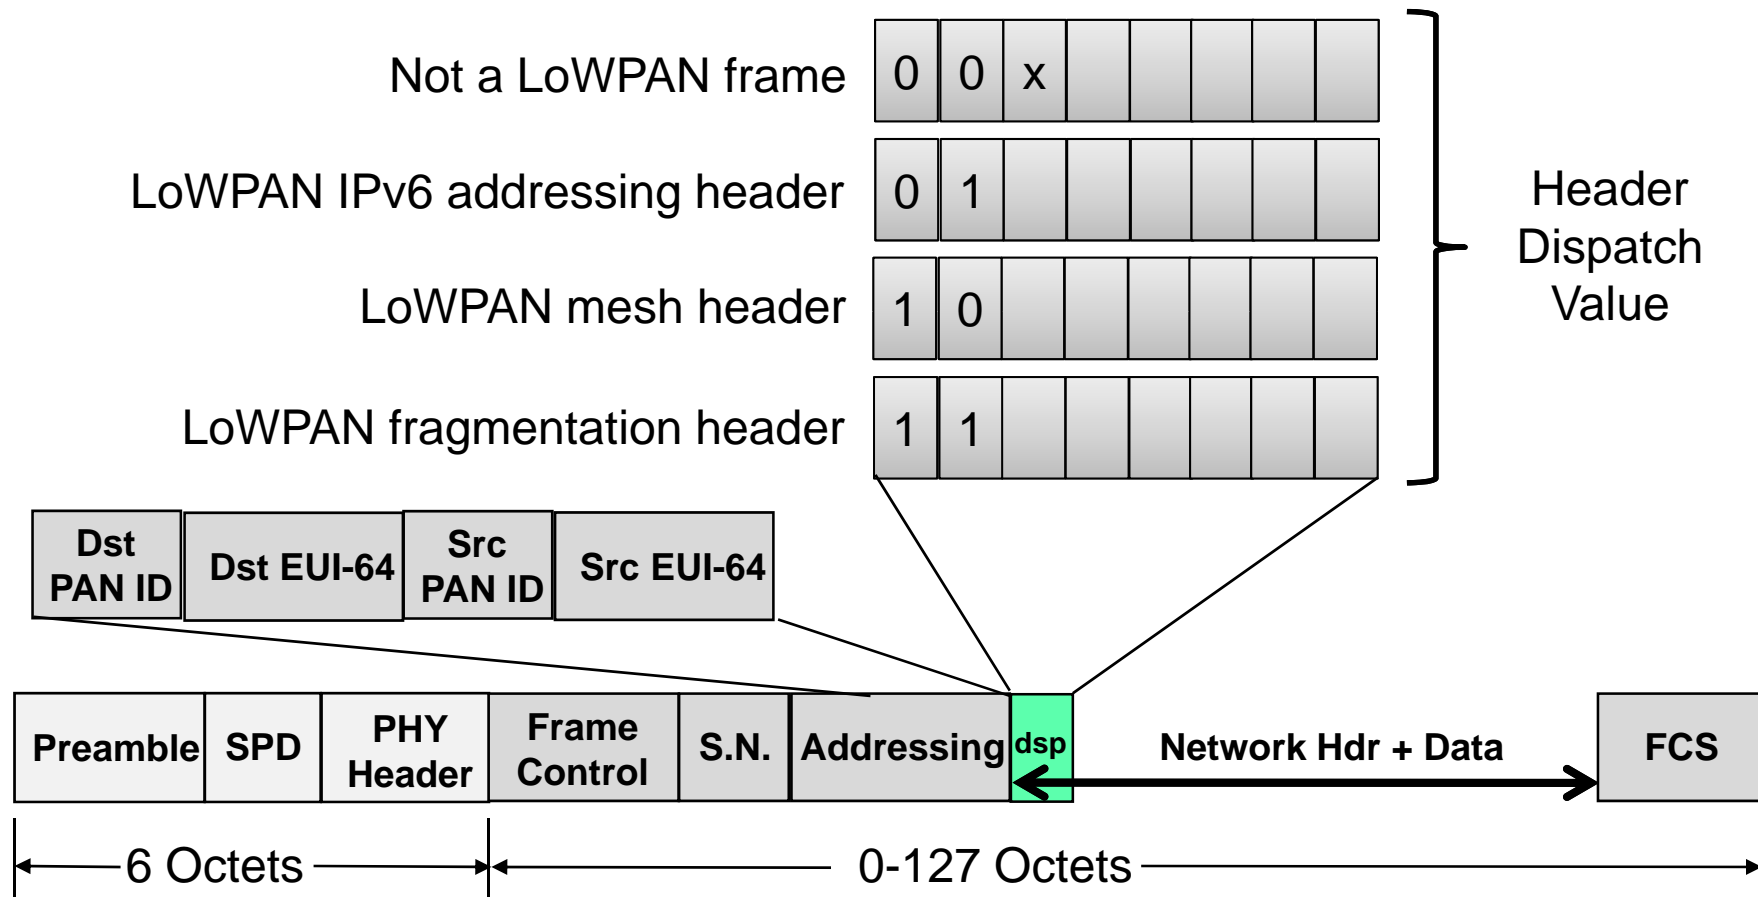 Not a LoWPAN frame 0 0 x
LoWPAN IPv6 addressing header 0 1
LoWPAN mesh header 1 0
LoWPAN fragmentation header 1 1
Header
Dispatch
Value
Dst
PAN ID
Dst EUI-64
Src
PAN ID
Src EUI-64
Preamble
SPD
PHY
Header
Frame
Control
S.N.
Addressing
dsp
Network Hdr + Data
FCS
6 Octets
0-127 Octets